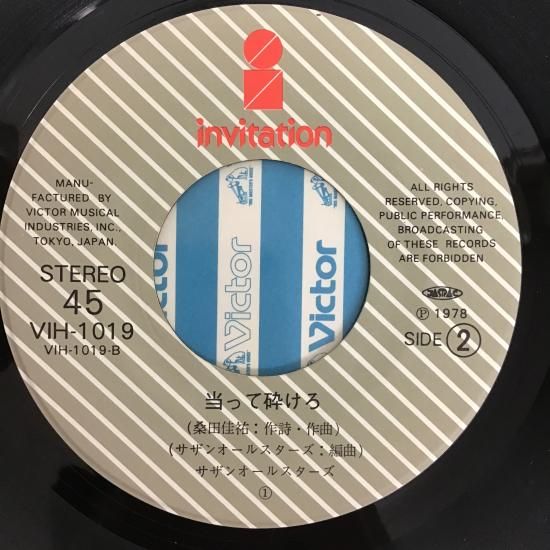 invitation
MANU-
FACTURED BY
VICTOR MUSICAL
INDUSTRIES, INC.,
TOKYO, JAPAN.
ALL RIGHTS
RESERVED, COPYING,
PUBLIC PERFORMANCE,
BROADCASTING
OF THESE RECORDS
ARE FORBIDDEN
STEREO
45
VIH-1019
VIH-1019-B
JASRAC
Ⓟ 1978
SIDE ②
Victor
Victor
当って砕けろ
(桑田佳祐:作詩・作曲)
(サザンオールスターズ:編曲)
サザンオールスターズ
①